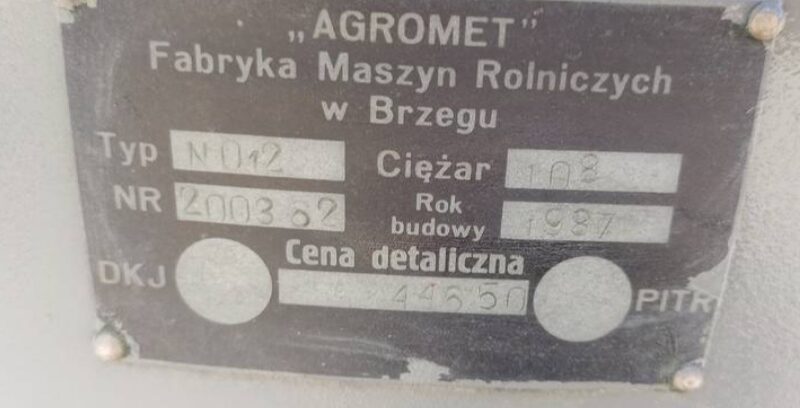 „AGROMET”
Fabryka Maszyn Rolniczych
w Brzegu
Typ N012 Ciężar 108
NR 200362 Rok budowy 1987
Cena detaliczna
DKJ 44650 PITR